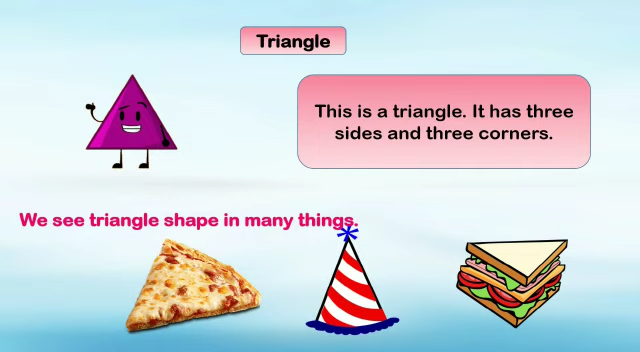 Triangle
This is a triangle. It has three
sides and three corners.
We see triangle shape in many things.